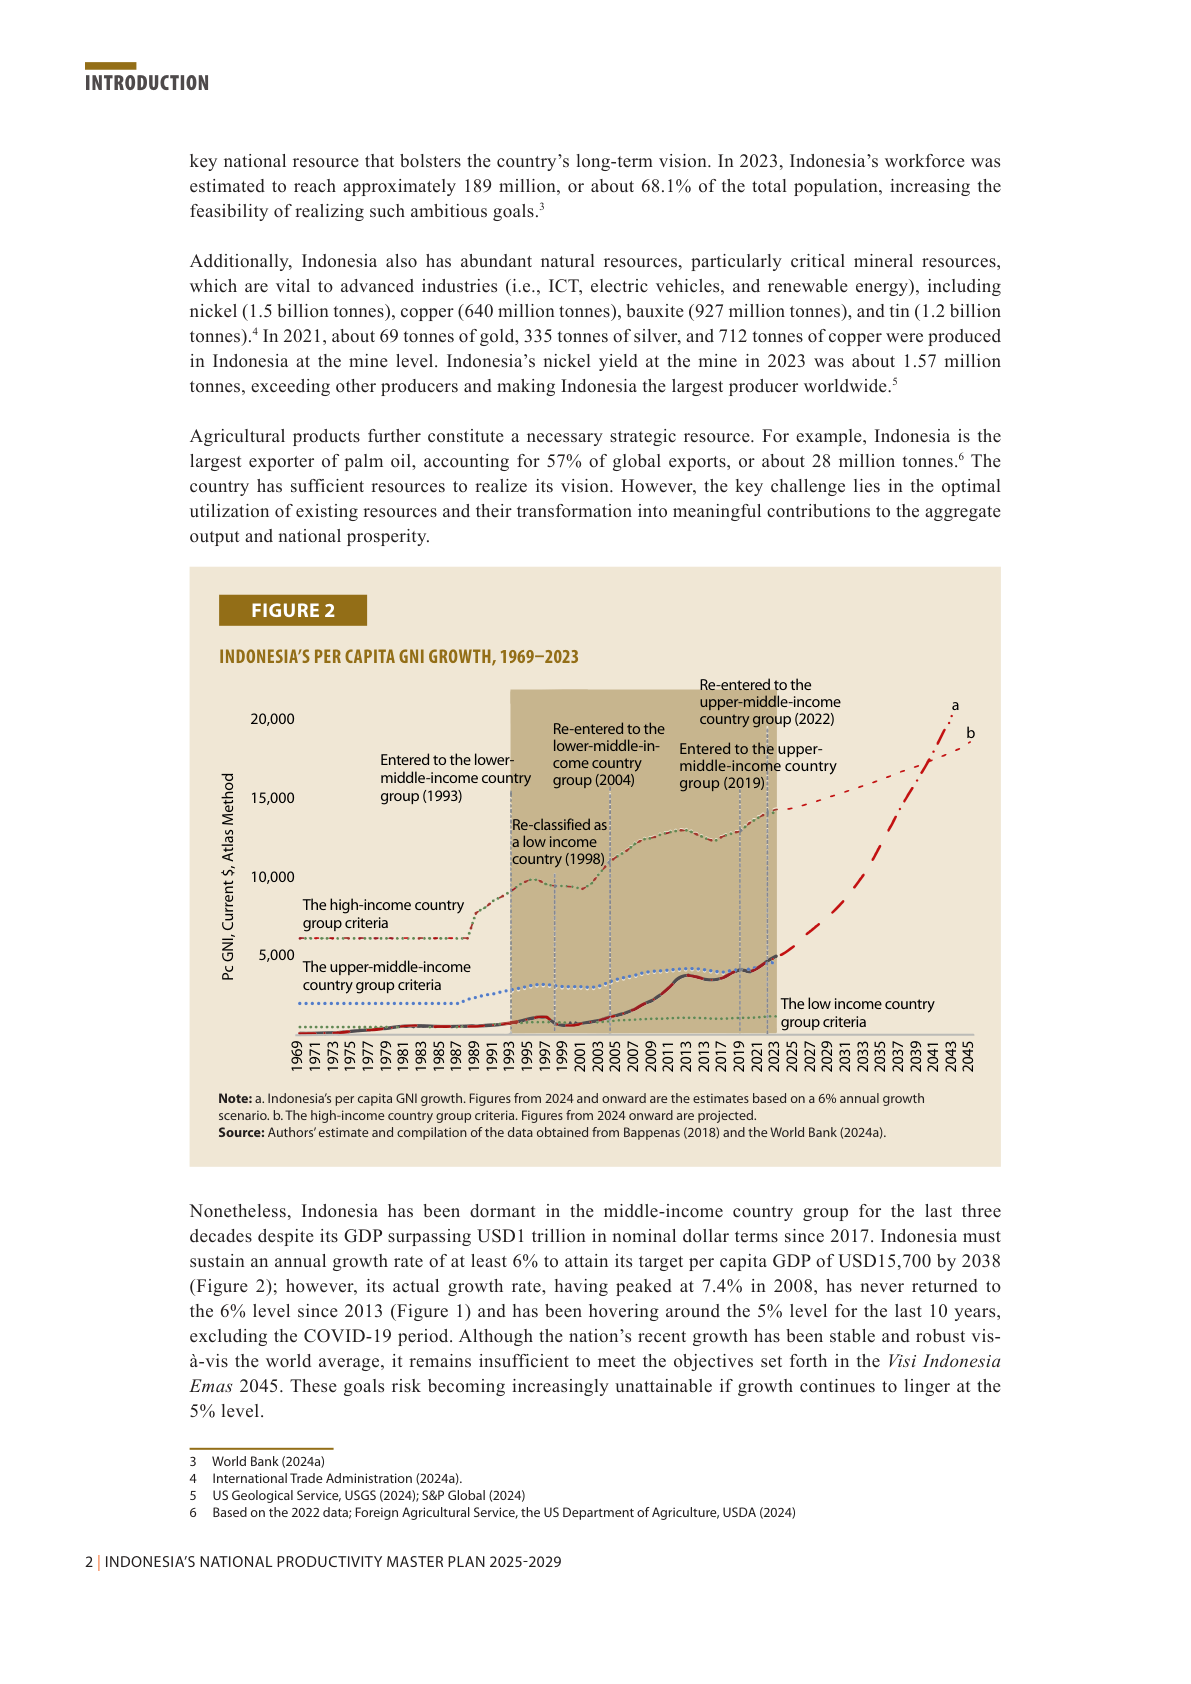 INTRODUCTION
key national resource that bolsters the country’s long-term vision. In 2023, Indonesia’s workforce was
estimated to reach approximately 189 million, or about 68.1% of the total population, increasing the
feasibility of realizing such ambitious goals.3
Additionally, Indonesia also has abundant natural resources, particularly critical mineral resources,
which are vital to advanced industries (i.e., ICT, electric vehicles, and renewable energy), including
nickel (1.5 billion tonnes), copper (640 million tonnes), bauxite (927 million tonnes), and tin (1.2 billion
tonnes).4 In 2021, about 69 tonnes of gold, 335 tonnes of silver, and 712 tonnes of copper were produced
in Indonesia at the mine level. Indonesia’s nickel yield at the mine in 2023 was about 1.57 million
tonnes, exceeding other producers and making Indonesia the largest producer worldwide.5
Agricultural products further constitute a necessary strategic resource. For example, Indonesia is the
largest exporter of palm oil, accounting for 57% of global exports, or about 28 million tonnes.6 The
country has sufficient resources to realize its vision. However, the key challenge lies in the optimal
utilization of existing resources and their transformation into meaningful contributions to the aggregate
output and national prosperity.
FIGURE 2
INDONESIA’S PER CAPITA GNI GROWTH, 1969–2023
Pc GNI, Current $, Atlas Method
20,000
15,000
10,000
5,000
Entered to the lower-
middle-income country
group (1993)
Re-classified as
a low income
country (1998)
Re-entered to the
lower-middle-in-
come country
group (2004)
Re-entered to the
upper-middle-income
country group (2022)
Entered to the upper-
middle-income country
group (2019)
a
b
The high-income country
group criteria
The upper-middle-income
country group criteria
The low income country
group criteria
1969 1971 1973 1975 1977 1979 1981 1983 1985 1987 1989 1991 1993 1995 1997 1999 2001 2003 2005 2007 2009 2011 2013 2013 2017 2019 2021 2023 2025 2027 2029 2031 2033 2035 2037 2039 2041 2043 2045
Note: a. Indonesia’s per capita GNI growth. Figures from 2024 and onward are the estimates based on a 6% annual growth
scenario. b. The high-income country group criteria. Figures from 2024 onward are projected.
Source: Authors’ estimate and compilation of the data obtained from Bappenas (2018) and the World Bank (2024a).
Nonetheless, Indonesia has been dormant in the middle-income country group for the last three
decades despite its GDP surpassing USD1 trillion in nominal dollar terms since 2017. Indonesia must
sustain an annual growth rate of at least 6% to attain its target per capita GDP of USD15,700 by 2038
(Figure 2); however, its actual growth rate, having peaked at 7.4% in 2008, has never returned to
the 6% level since 2013 (Figure 1) and has been hovering around the 5% level for the last 10 years,
excluding the COVID-19 period. Although the nation’s recent growth has been stable and robust vis-
à-vis the world average, it remains insufficient to meet the objectives set forth in the Visi Indonesia
Emas 2045. These goals risk becoming increasingly unattainable if growth continues to linger at the
5% level.
3 World Bank (2024a)
4 International Trade Administration (2024a).
5 US Geological Service, USGS (2024); S&P Global (2024)
6 Based on the 2022 data; Foreign Agricultural Service, the US Department of Agriculture, USDA (2024)
2 | INDONESIA’S NATIONAL PRODUCTIVITY MASTER PLAN 2025-2029